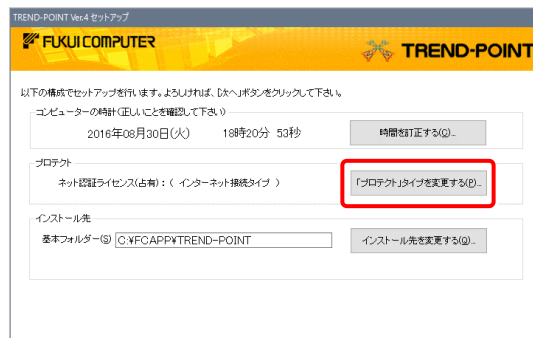 TREND-POINT Ver.4 セットアップ
FUKUI COMPUTER
TREND-POINT
以下の構成でセットアップを行います。よろしければ、[次へ]ボタンをクリックして下さい。
コンピューターの時計(正しいことを確認して下さい)
2016年08月30日(火) 18時20分 53秒
時間を訂正する(C)...
プロテクト
ネット認証ライセンス(占有):( インターネット接続タイプ )
「プロテクト」タイプを変更する(P)...
インストール先
基本フォルダー(S) C:¥FCAPP¥TREND-POINT
インストール先を変更する(O)...